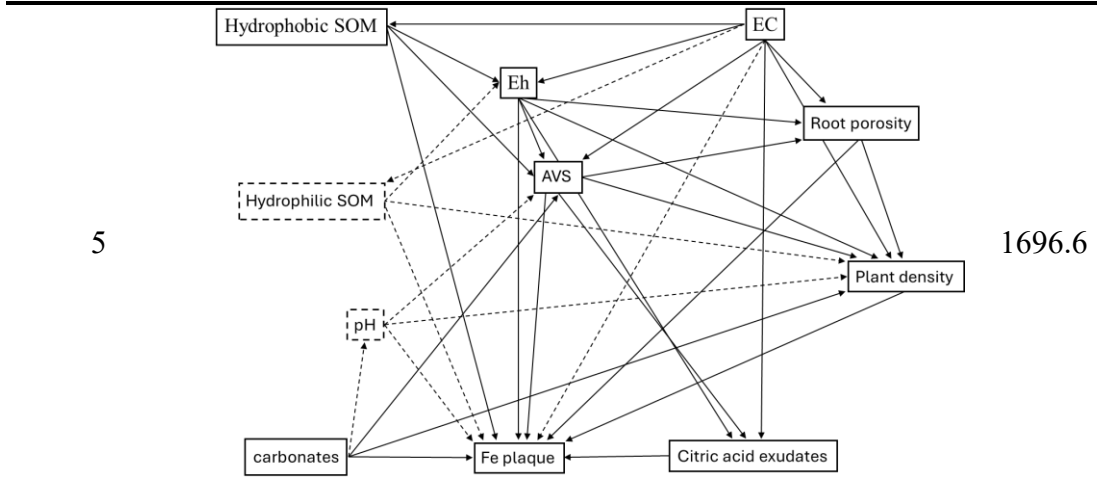 Hydrophobic SOM
EC
Eh
Root porosity
AVS
Hydrophilic SOM
5
1696.6
Plant density
pH
carbonates
Fe plaque
Citric acid exudates